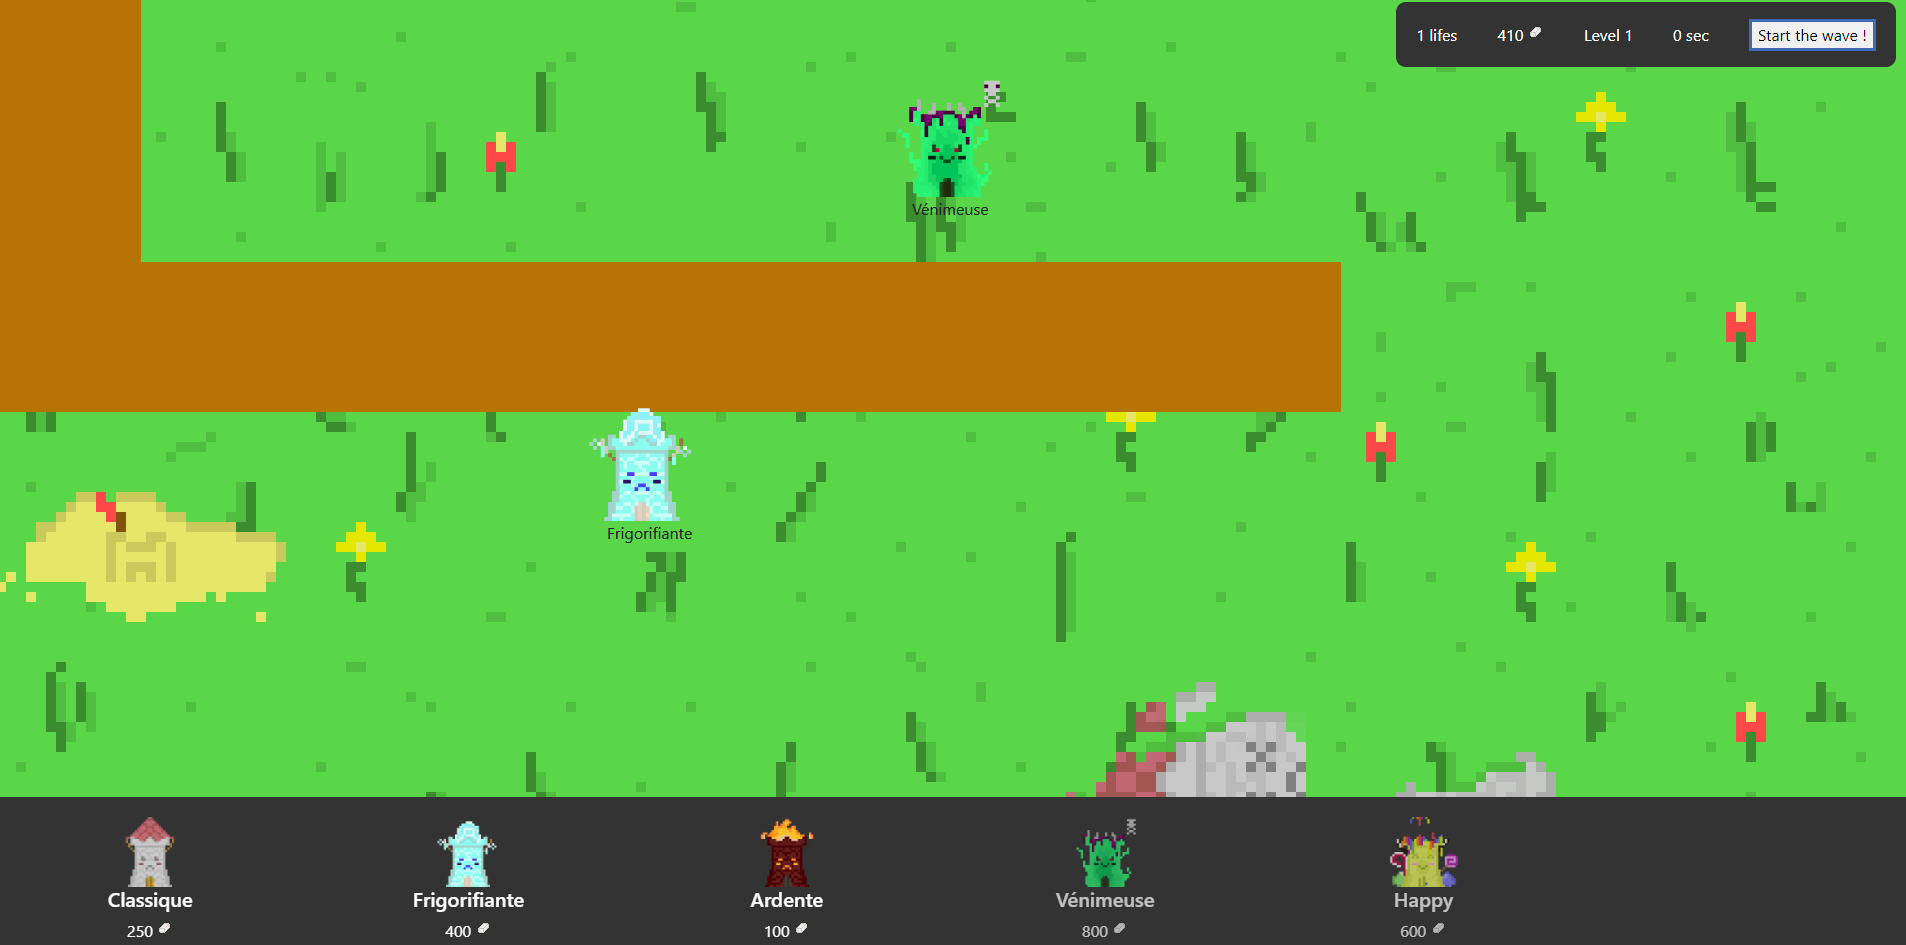 1 lifes 410 Level 1 0 sec Start the wave !
Vénimeuse
Frigorifiante
Classique Frigorifiante Ardente Vénimeuse Happy
250 400 100 800 600